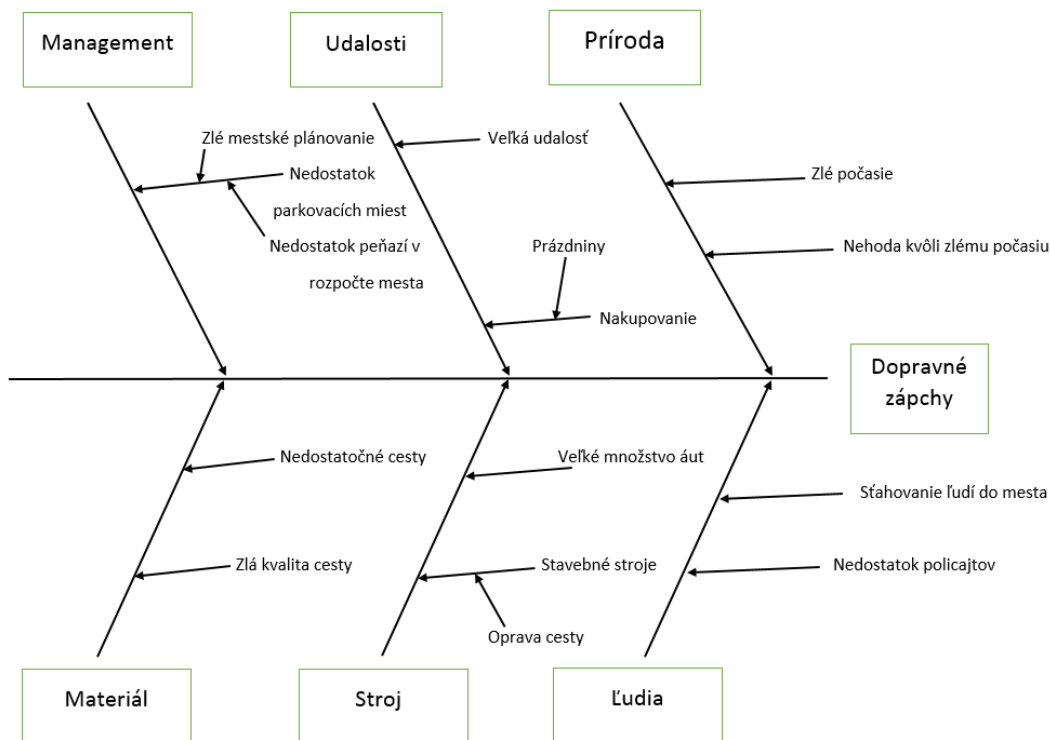 Management
Udalosti
Príroda
Zlé mestské plánovanie
Veľká udalosť
Nedostatok
parkovacích miest
Zlé počasie
Nedostatok peňazí v
rozpočte mesta
Prázdniny
Nehoda kvôli zlému počasiu
Nakupovanie
Dopravné
zápchy
Nedostatočné cesty
Veľké množstvo áut
Sťahovanie ľudí do mesta
Zlá kvalita cesty
Stavebné stroje
Nedostatok policajtov
Oprava cesty
Materiál
Stroj
Ľudia